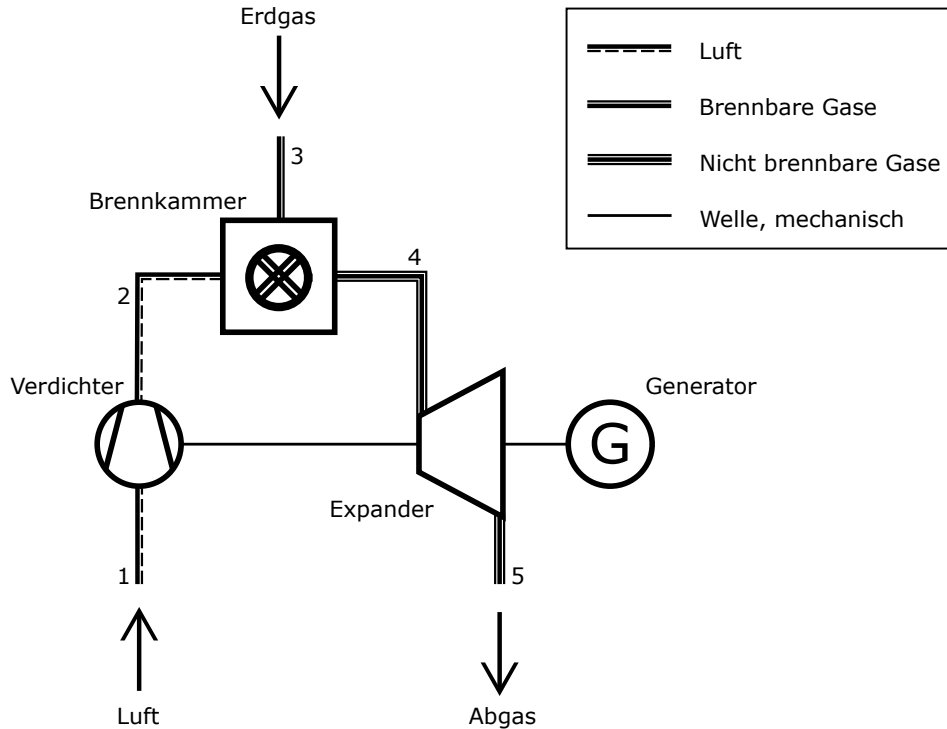 Erdgas
Luft
Brennbare Gase
Nicht brennbare Gase
Welle, mechanisch
3
Brennkammer
4
2
Verdichter
Generator
G
Expander
1
5
Luft
Abgas